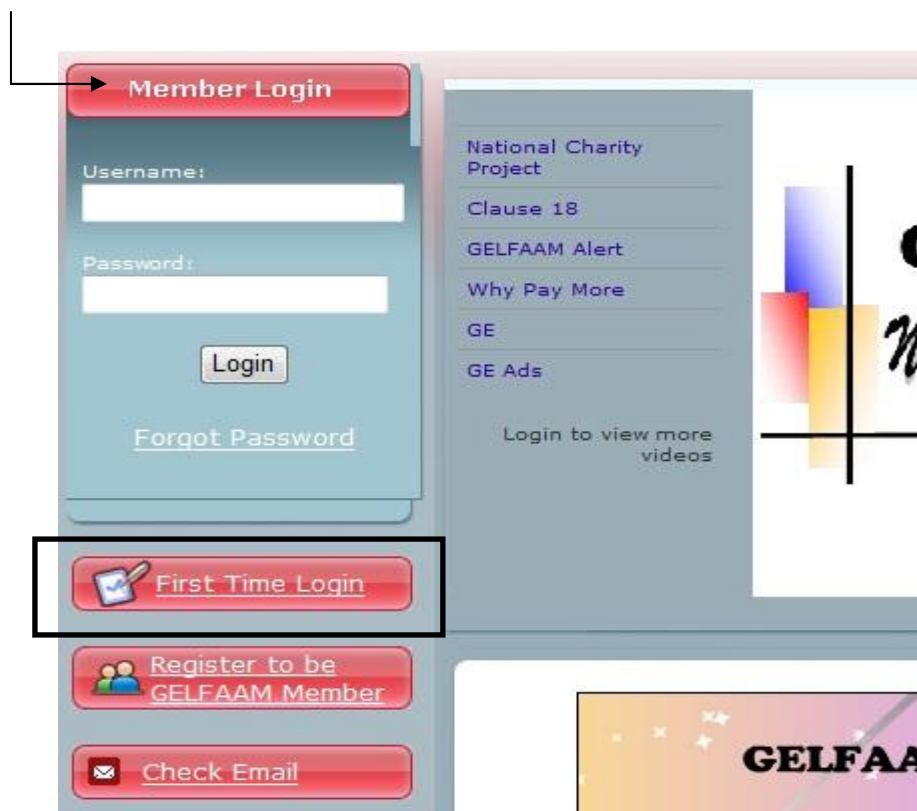 Member Login
Username:
Password:
Login
Forgot Password
First Time Login
Register to be
GELFAAM Member
Check Email
National Charity
Project
Clause 18
GELFAAM Alert
Why Pay More
GE
GE Ads
Login to view more
videos